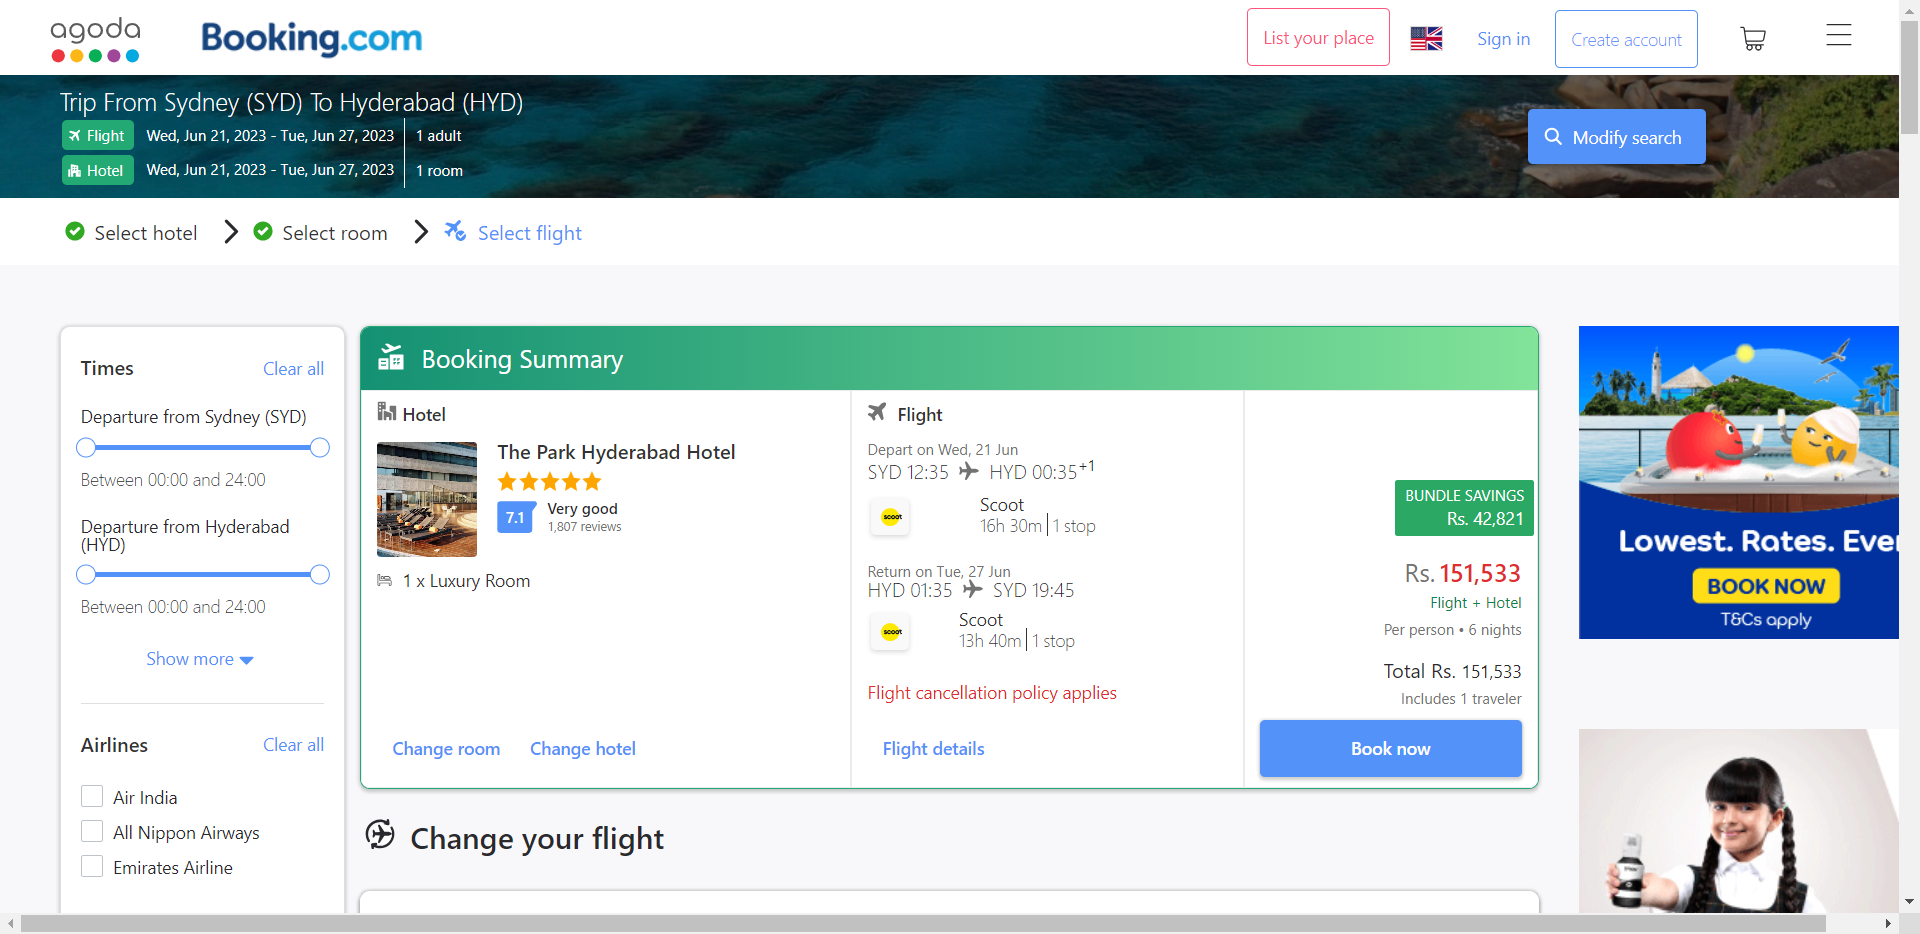 agoda
Booking.com
List your place
Sign in
Create account
Trip From Sydney (SYD) To Hyderabad (HYD)
Flight
Wed, Jun 21, 2023 - Tue, Jun 27, 2023
1 adult
Hotel
Wed, Jun 21, 2023 - Tue, Jun 27, 2023
1 room
Modify search
Select hotel
Select room
Select flight
Times
Clear all
Departure from Sydney (SYD)
Between 00:00 and 24:00
Departure from Hyderabad
(HYD)
Between 00:00 and 24:00
Show more
Airlines
Clear all
Air India
All Nippon Airways
Emirates Airline
Booking Summary
Hotel
The Park Hyderabad Hotel
7.1
Very good
1,807 reviews
1 x Luxury Room
Change room
Change hotel
Flight
Depart on Wed, 21 Jun
SYD 12:35 HYD 00:35+1
scoot
Scoot
16h 30m 1 stop
Return on Tue, 27 Jun
HYD 01:35 SYD 19:45
scoot
Scoot
13h 40m 1 stop
Flight cancellation policy applies
Flight details
BUNDLE SAVINGS
Rs. 42,821
Rs. 151,533
Flight + Hotel
Per person • 6 nights
Total Rs. 151,533
Includes 1 traveler
Book now
Change your flight
Lowest. Rates. Ever
BOOK NOW
T&Cs apply
EPSON